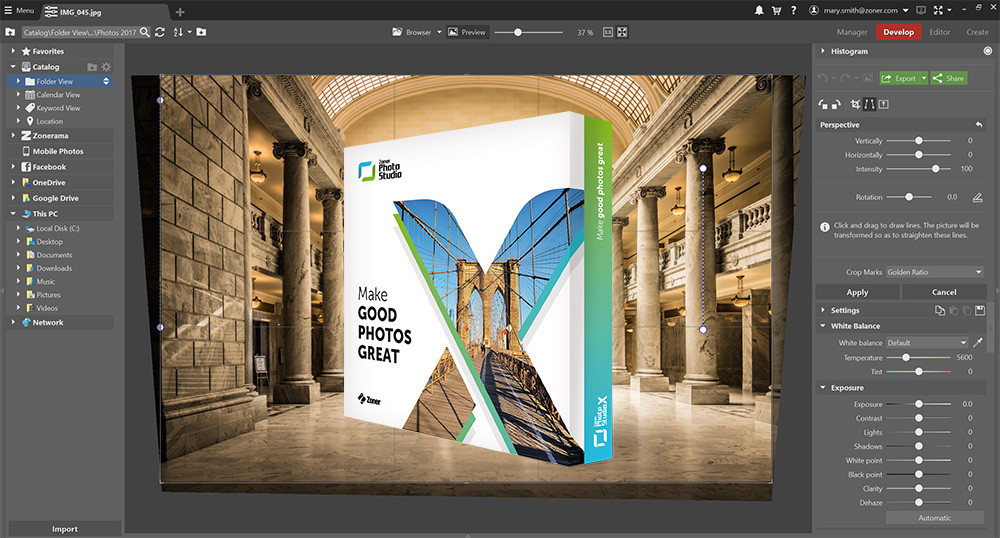 Menu
IMG_045.jpg
mary.smith@zoner.com
Catalog\Folder View\...\Photos 2017
Browser
Preview
37 %
1:1
Manager
Develop
Editor
Create
Favorites
Catalog
Folder View
Calendar View
Keyword View
Location
Zonerama
Mobile Photos
Facebook
OneDrive
Google Drive
This PC
Local Disk (C:)
Desktop
Documents
Downloads
Music
Pictures
Videos
Network
Import
Zoner
Photo
Studio
Make
GOOD
PHOTOS
GREAT
Zoner
Make good photos great
Zoner
Photo
Studio X
Histogram
Export
Share
Perspective
Vertically 0
Horizontally 0
Intensity 100
Rotation 0.0
Click and drag to draw lines. The picture will be
transformed so as to straighten these lines.
Crop Marks Golden Ratio
Apply Cancel
Settings
White Balance
White balance Default
Temperature 5600
Tint 0
Exposure
Exposure 0.0
Contrast 0
Lights 0
Shadows 0
White point 0
Black point 0
Clarity 0
Dehaze 0
Automatic